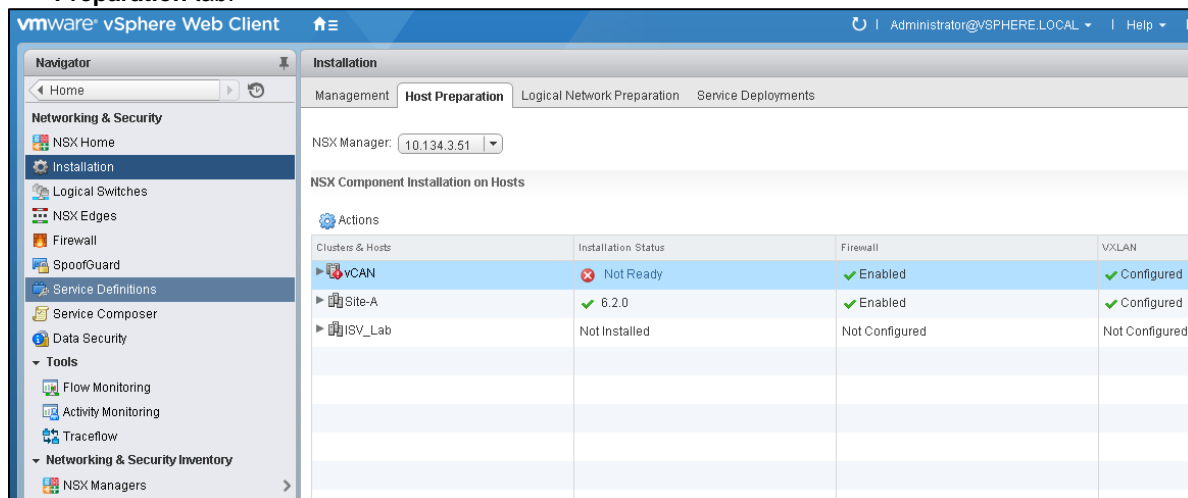 Preparation tab.
vmware® vSphere Web Client
Administrator@VSPHERE.LOCAL
Help
Navigator
Home
Networking & Security
NSX Home
Installation
Logical Switches
NSX Edges
Firewall
SpoofGuard
Service Definitions
Service Composer
Data Security
Tools
Flow Monitoring
Activity Monitoring
Traceflow
Networking & Security Inventory
NSX Managers
Installation
Management Host Preparation Logical Network Preparation Service Deployments
NSX Manager: 10.134.3.51
NSX Component Installation on Hosts
Actions
Clusters & Hosts Installation Status Firewall VXLAN
vCAN Not Ready Enabled Configured
Site-A 6.2.0 Enabled Configured
ISV_Lab Not Installed Not Configured Not Configured